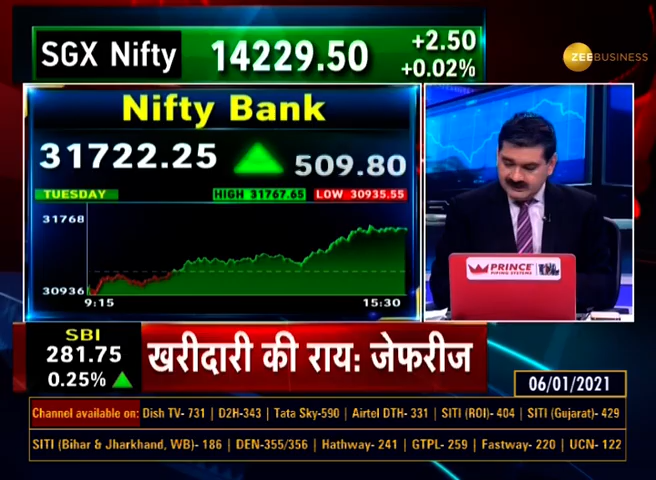 SGX Nifty 14229.50 +2.50
+0.02%
ZEE BUSINESS
Nifty Bank
31722.25 509.80
TUESDAY HIGH 31767.65 LOW 30935.55
31768
30936
9:15 15:30
PRINCE
PIPING SYSTEMS
SBI
281.75
0.25%
खरीदारी की राय: जेफरीज
06/01/2021
Channel available on: Dish TV- 731 | D2H-343 | Tata Sky-590 | Airtel DTH- 331 | SITI (ROI)- 404 | SITI (Gujarat)- 429
SITI (Bihar & Jharkhand, WB)- 186 | DEN-355/356 | Hathway- 241 | GTPL- 259 | Fastway- 220 | UCN- 122